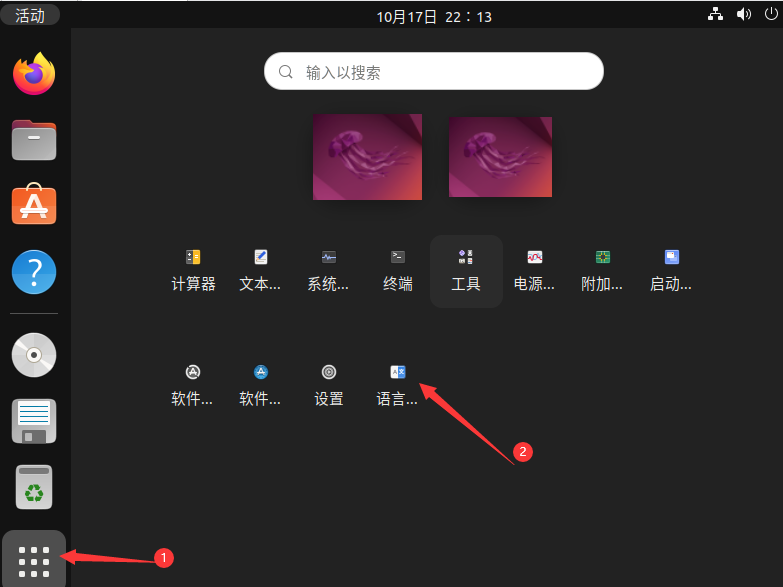 活动
10月17日 22：13
输入以搜索
计算器
文本...
系统...
终端
工具
电源...
附加...
启动...
软件...
软件...
设置
语言...
2
1